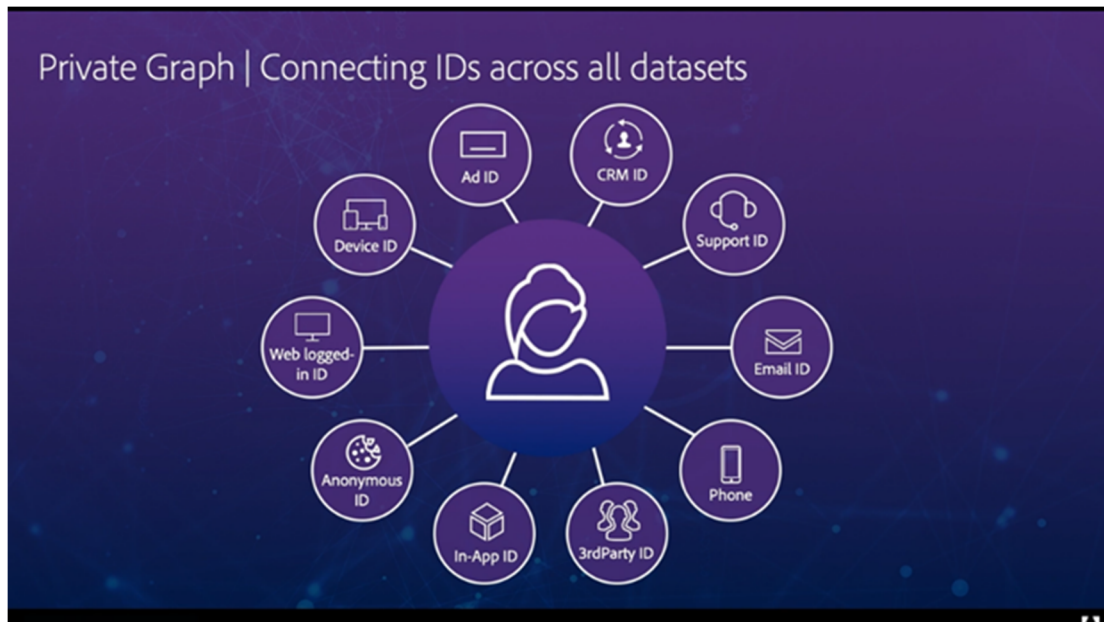 Private Graph | Connecting IDs across all datasets
Ad ID
CRM ID
Device ID
Support ID
Web logged-
in ID
Email ID
Anonymous
ID
Phone
In-App ID
3rdParty ID